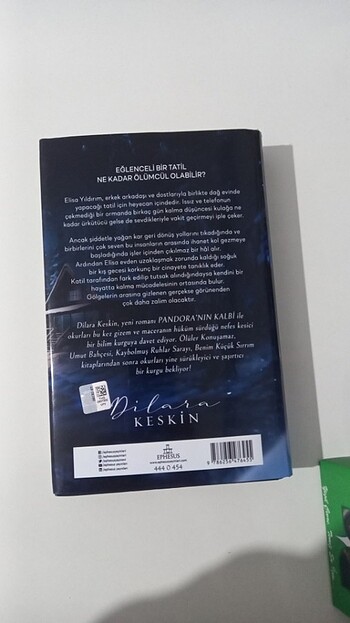 EĞLENCELİ BİR TATİL
NE KADAR ÖLÜMCÜL OLABİLİR?
Elisa Yıldırım, erkek arkadaşı ve dostlarıyla birlikte dağ evinde
yapacağı tatil için heyecan içindedir. Issız ve telefonun
çekmediği bir ormanda birkaç gün kalma düşüncesi kulağa ne
kadar ürkütücü gelse de sevdikleriyle vakit geçirmeyi iple çeker.
Ancak şiddetle yağan kar geri dönüş yollarını tıkadığında ve
birbirlerini çok seven bu insanların arasında ihanet kol gezmeye
başladığında işler içinden çıkılmaz bir hâl alır.
Ardından Elisa evden uzaklaşmak zorunda kaldığı soğuk
bir kış gecesi korkunç bir cinayete tanıklık eder.
Katil tarafından fark edilip tutsak alındığındaysa kendini bir
hayatta kalma mücadelesinin ortasında bulur.
Gölgelerin arasına gizlenen gerçekse görünenden
çok daha zalim olacaktır.
Dilara Keskin, yeni romanı PANDORA'NIN KALBİ ile
okurları bu kez gizem ve maceranın hüküm sürdüğü nefes kesici
bir bilim kurguya davet ediyor. Ölüler Konuşamaz,
Umut Bahçesi, Kaybolmuş Ruhlar Sarayı, Benim Küçük Sırrım
kitaplarından sonra okurları yine sürükleyici ve şaşırtıcı
bir kurgu bekliyor!
Dilara
KESKİN
EPHESUS
444 0 454